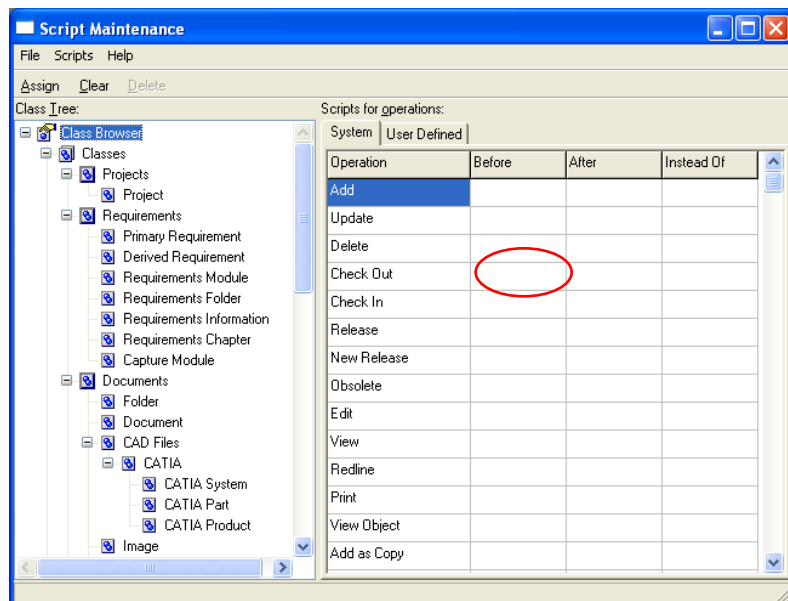 Script Maintenance
File Scripts Help
Assign Clear Delete
Class Tree:
Class Browser
Classes
Projects
Project
Requirements
Primary Requirement
Derived Requirement
Requirements Module
Requirements Folder
Requirements Information
Requirements Chapter
Capture Module
Documents
Folder
Document
CAD Files
CATIA
CATIA System
CATIA Part
CATIA Product
Image
Scripts for operations:
System User Defined
Operation Before After Instead Of
Add
Update
Delete
Check Out
Check In
Release
New Release
Obsolete
Edit
View
Redline
Print
View Object
Add as Copy